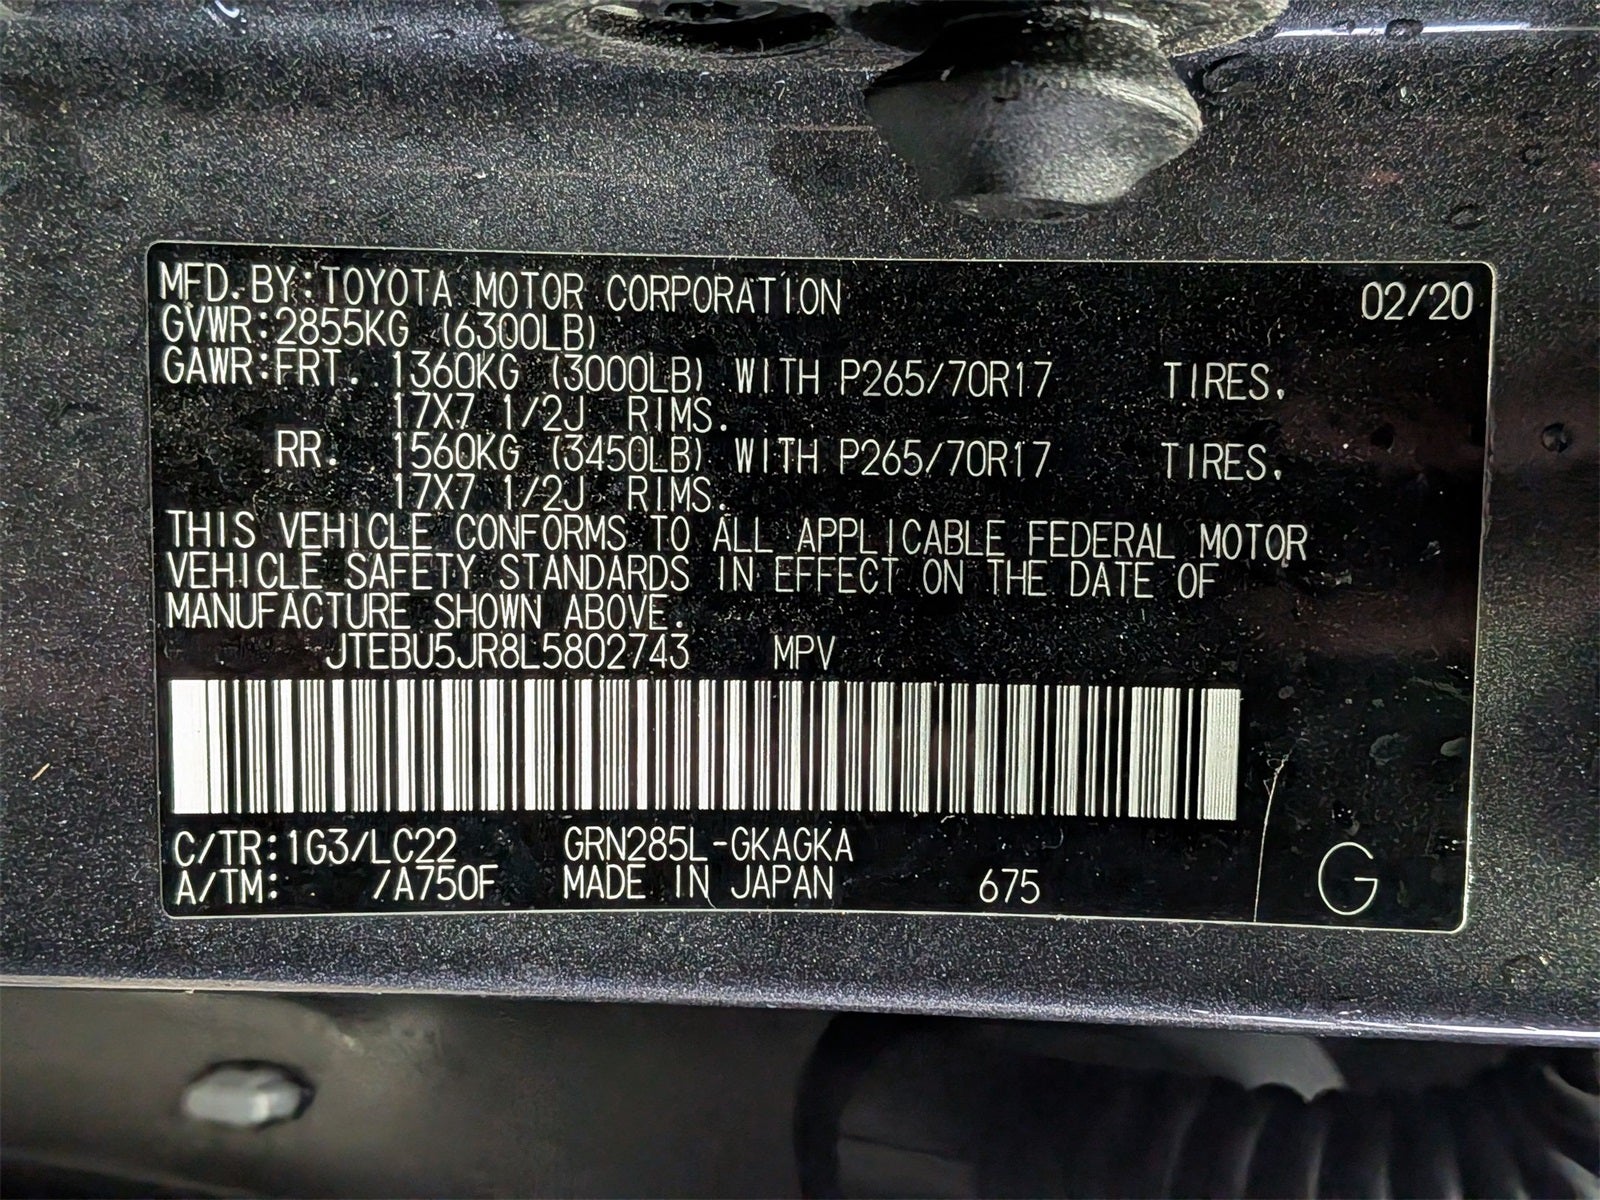 MFD.BY:TOYOTA MOTOR CORPORATION 02/20
GVWR:2855KG (6300LB)
GAWR:FRT. 1360KG (3000LB) WITH P265/70R17 TIRES.
17X7 1/2J RIMS.
RR. 1560KG (3450LB) WITH P265/70R17 TIRES.
17X7 1/2J RIMS.
THIS VEHICLE CONFORMS TO ALL APPLICABLE FEDERAL MOTOR
VEHICLE SAFETY STANDARDS IN EFFECT ON THE DATE OF
MANUFACTURE SHOWN ABOVE.
JTEBU5JR8L5802743 MPV
C/TR:1G3/LC22 GRN285L-GKAGKA
A/TM: /A750F MADE IN JAPAN 675 G